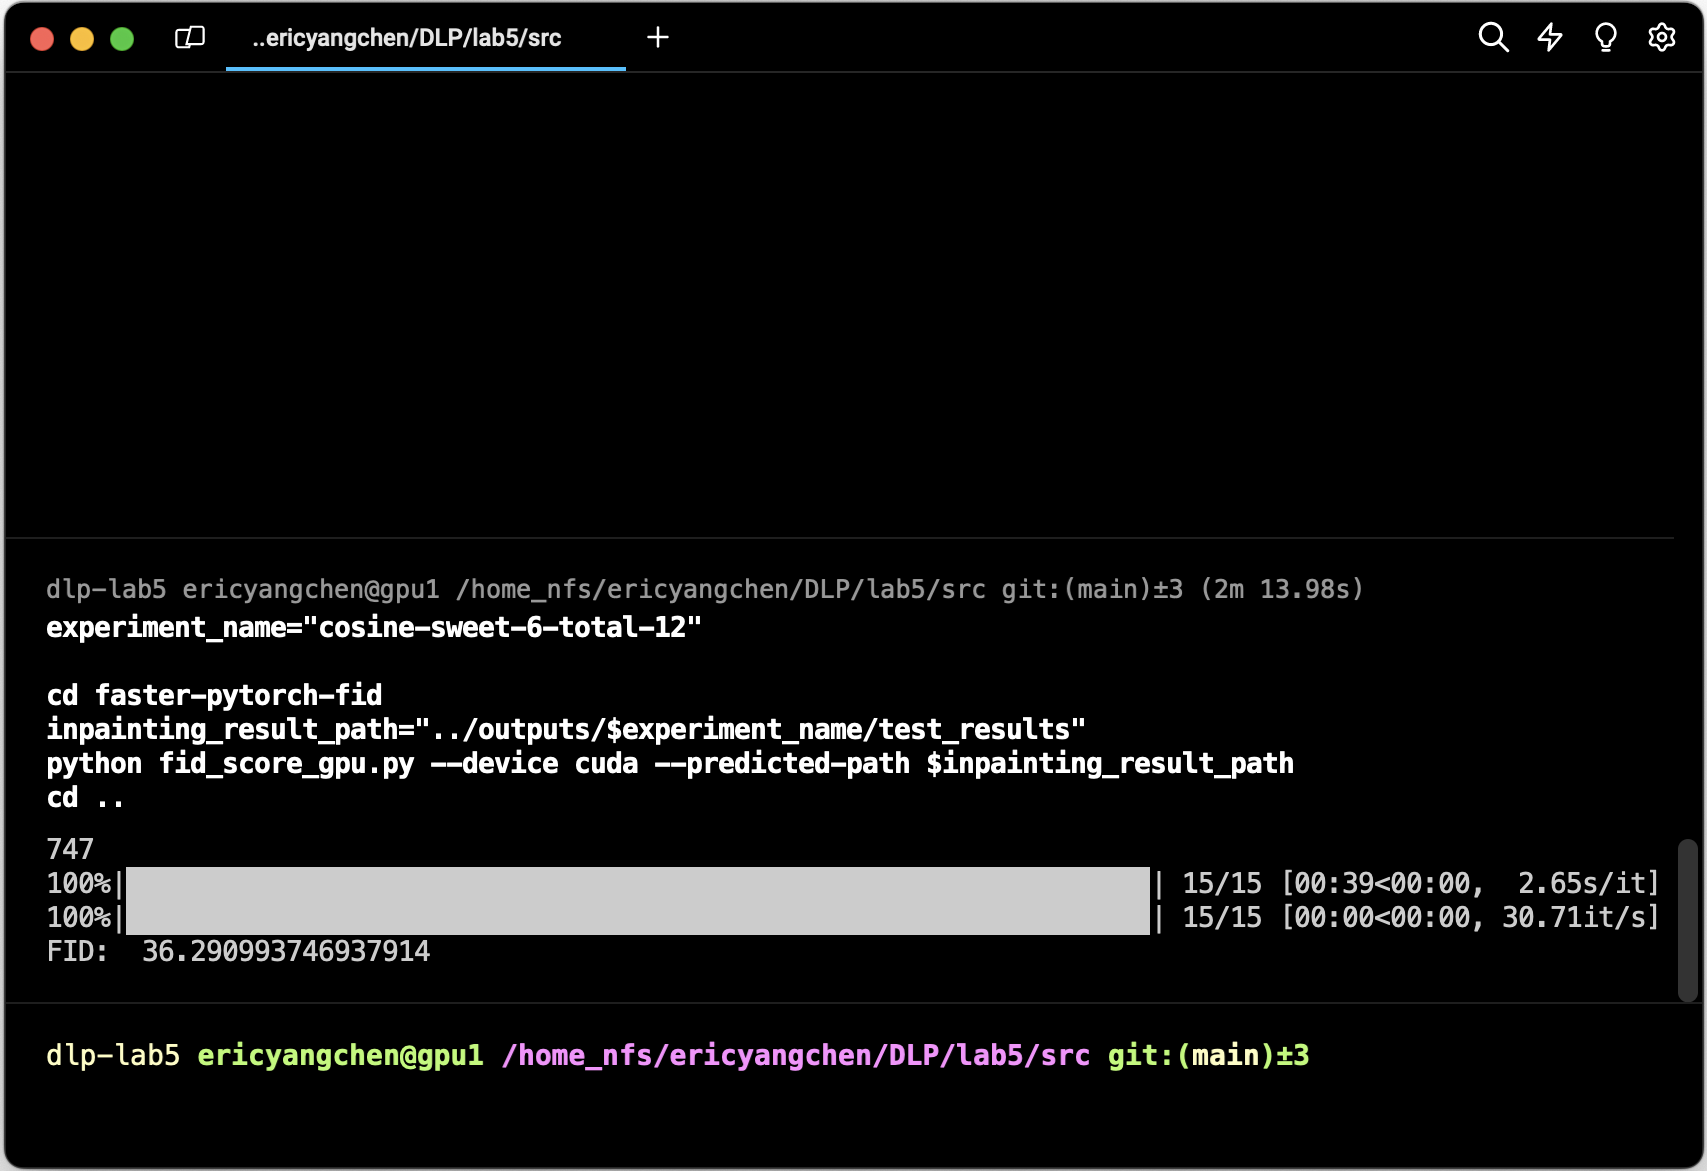 ..ericyangchen/DLP/lab5/src
dlp-lab5 ericyangchen@gpu1 /home_nfs/ericyangchen/DLP/lab5/src git:(main)±3 (2m 13.98s)
experiment_name="cosine-sweet-6-total-12"
cd faster-pytorch-fid
inpainting_result_path="../outputs/$experiment_name/test_results"
python fid_score_gpu.py --device cuda --predicted-path $inpainting_result_path
cd ..
747
100%| | 15/15 [00:39<00:00,  2.65s/it]
100%| | 15/15 [00:00<00:00, 30.71it/s]
FID:  36.290993746937914
dlp-lab5 ericyangchen@gpu1 /home_nfs/ericyangchen/DLP/lab5/src git:(main)±3